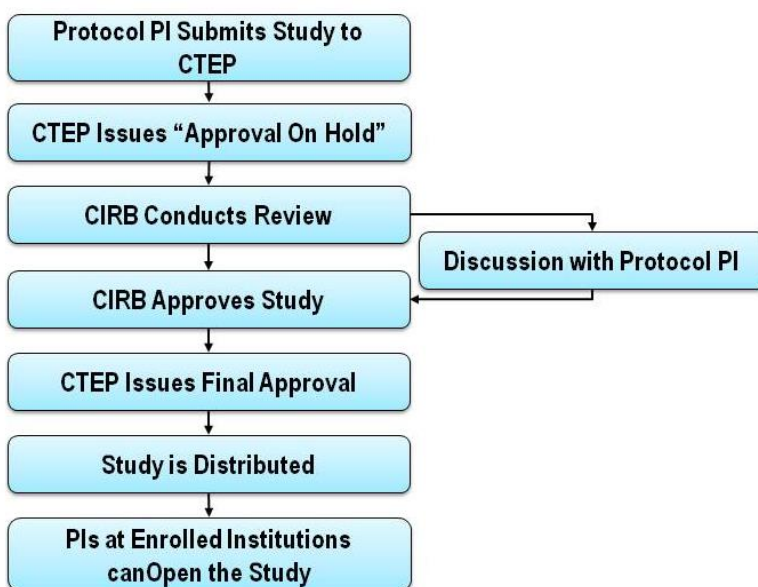 Protocol PI Submits Study to
CTEP
CTEP Issues “Approval On Hold”
CIRB Conducts Review
Discussion with Protocol PI
CIRB Approves Study
CTEP Issues Final Approval
Study is Distributed
PIs at Enrolled Institutions
canOpen the Study